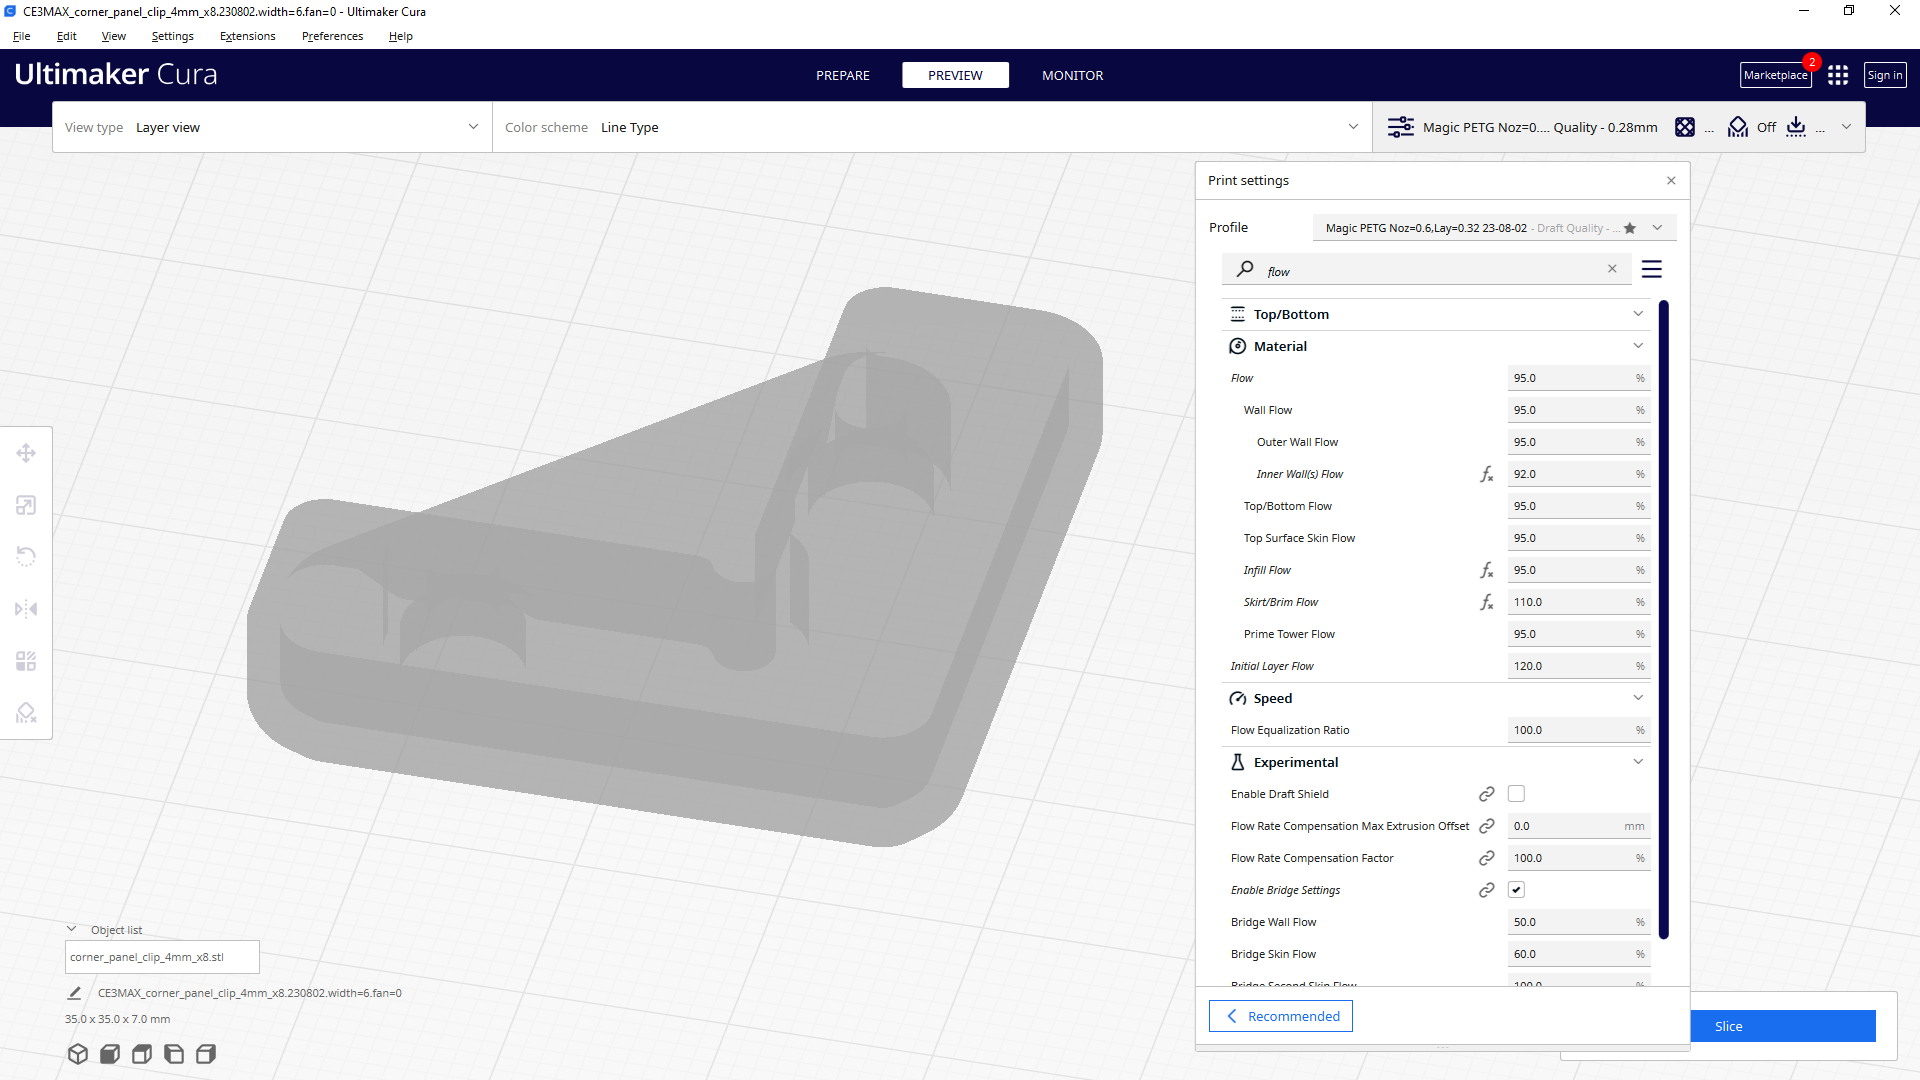 CE3MAX_corner_panel_clip_4mm_x8.230802.width=6.fan=0 - Ultimaker Cura
File Edit View Settings Extensions Preferences Help
Ultimaker Cura
PREPARE PREVIEW MONITOR
Marketplace 2 Sign in
View type Layer view
Color scheme Line Type
Magic PETG Noz=0.... Quality - 0.28mm ... Off ...
Print settings
Profile Magic PETG Noz=0.6,Lay=0.32 23-08-02 - Draft Quality - ...
flow
Top/Bottom
Material
Flow 95.0 %
Wall Flow 95.0 %
Outer Wall Flow 95.0 %
Inner Wall(s) Flow 92.0 %
Top/Bottom Flow 95.0 %
Top Surface Skin Flow 95.0 %
Infill Flow 95.0 %
Skirt/Brim Flow 110.0 %
Prime Tower Flow 95.0 %
Initial Layer Flow 120.0 %
Speed
Flow Equalization Ratio 100.0 %
Experimental
Enable Draft Shield
Flow Rate Compensation Max Extrusion Offset 0.0 mm
Flow Rate Compensation Factor 100.0 %
Enable Bridge Settings
Bridge Wall Flow 50.0 %
Bridge Skin Flow 60.0 %
Bridge Second Skin Flow 100.0 %
Recommended
Slice
Object list
corner_panel_clip_4mm_x8.stl
CE3MAX_corner_panel_clip_4mm_x8.230802.width=6.fan=0
35.0 x 35.0 x 7.0 mm